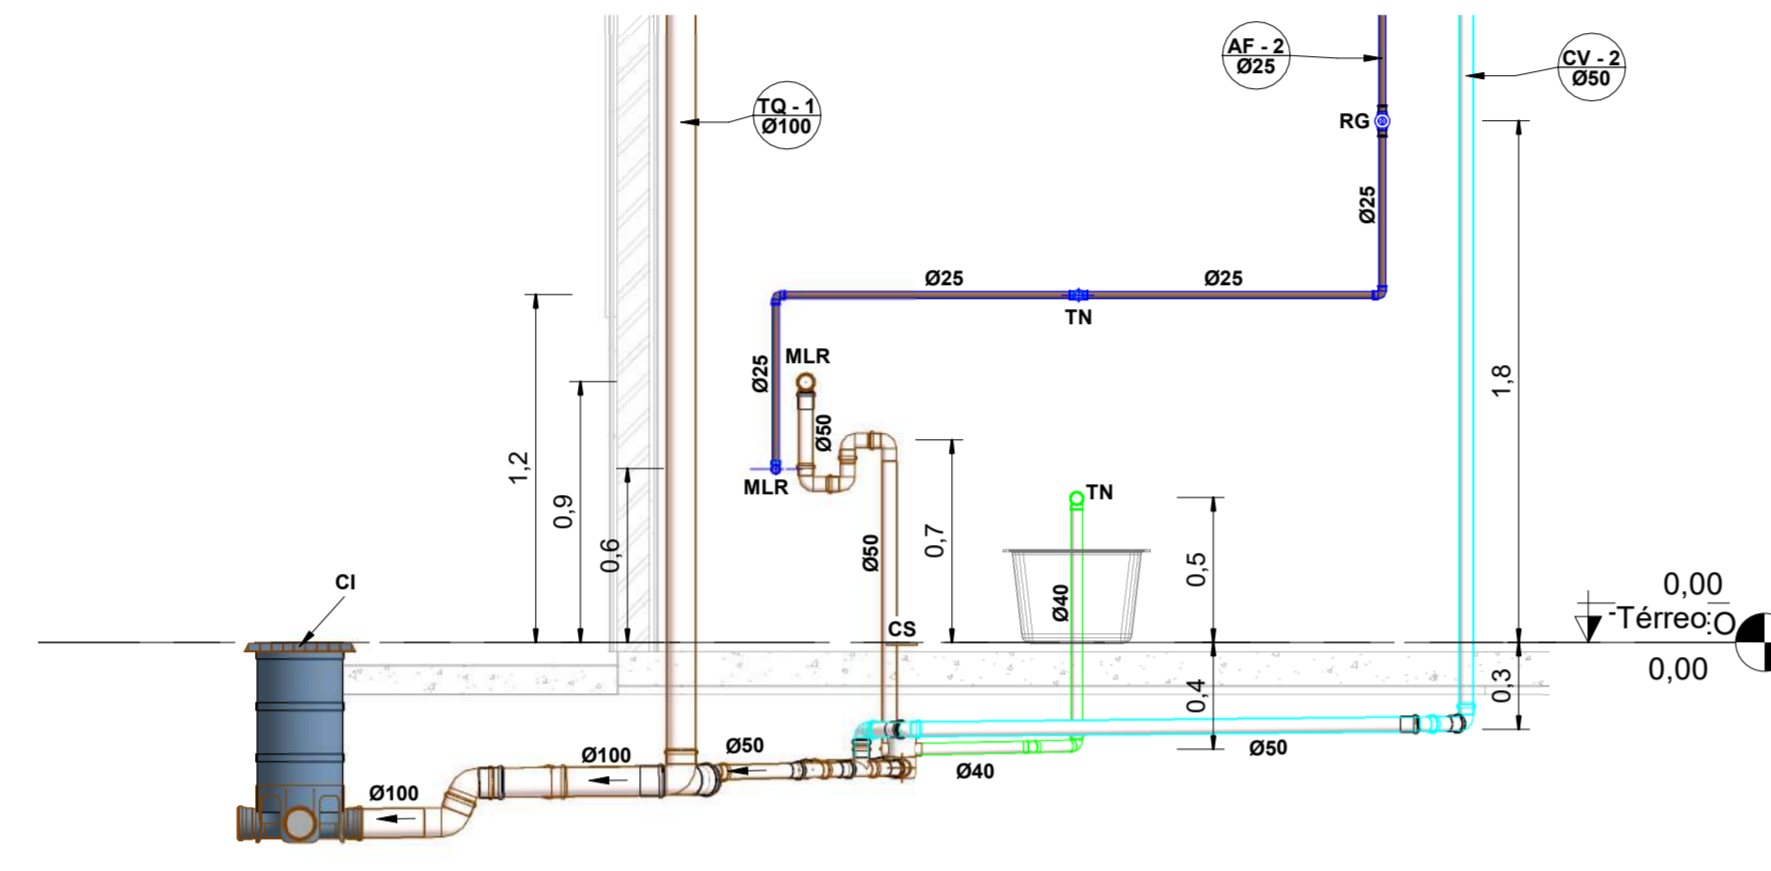 AF - 2
Ø25
CV - 2
Ø50
TQ - 1
Ø100
RG
Ø25
Ø25
Ø25
TN
MLR
Ø25
Ø50
1,8
1,2
0,9
MLR
TN
0,7
0,6
Ø50
0,5
Ø40
CI
CS
0,00
Térreo:O
0,00
0,4
0,3
Ø100
Ø50
Ø50
Ø40
Ø100